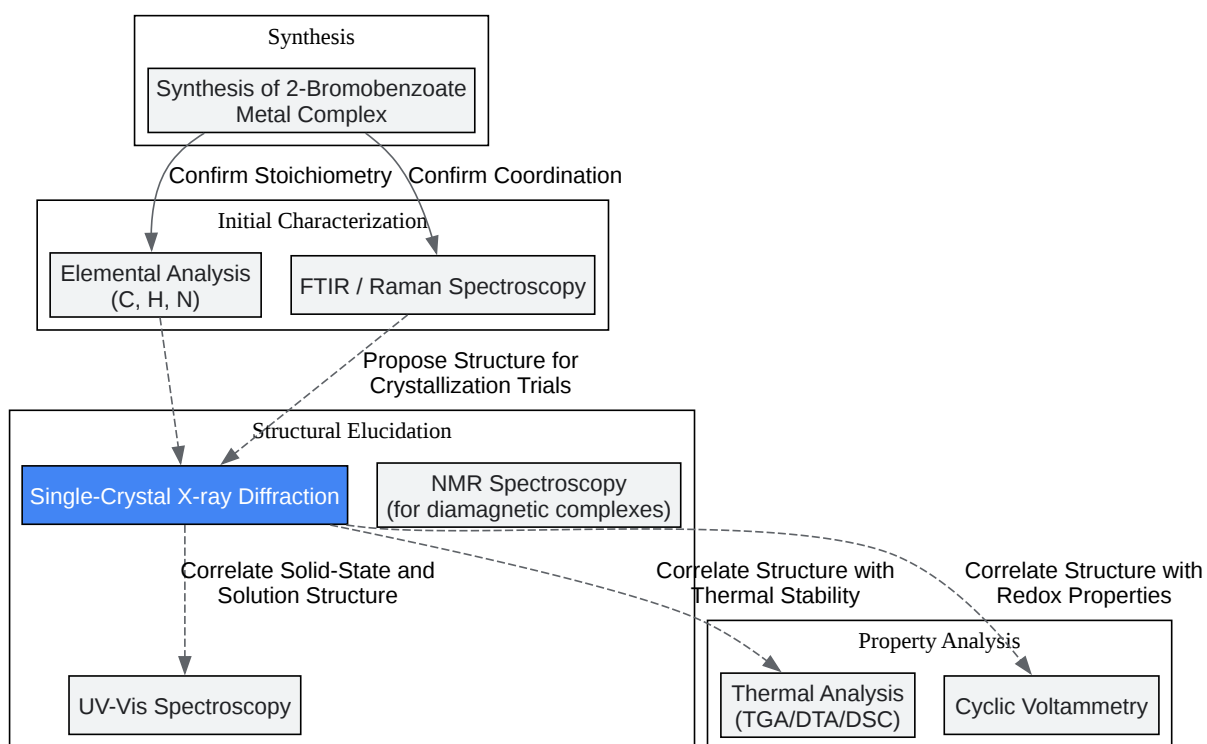 Synthesis
Synthesis of 2-Bromobenzoate
Metal Complex
Confirm Stoichiometry
Confirm Coordination
Initial Characterization
Elemental Analysis
(C, H, N)
FTIR / Raman Spectroscopy
Propose Structure for
Crystallization Trials
Structural Elucidation
Single-Crystal X-ray Diffraction
NMR Spectroscopy
(for diamagnetic complexes)
Correlate Solid-State and
Solution Structure
Correlate Structure with
Thermal Stability
Correlate Structure with
Redox Properties
Property Analysis
UV-Vis Spectroscopy
Thermal Analysis
(TGA/DTA/DSC)
Cyclic Voltammetry